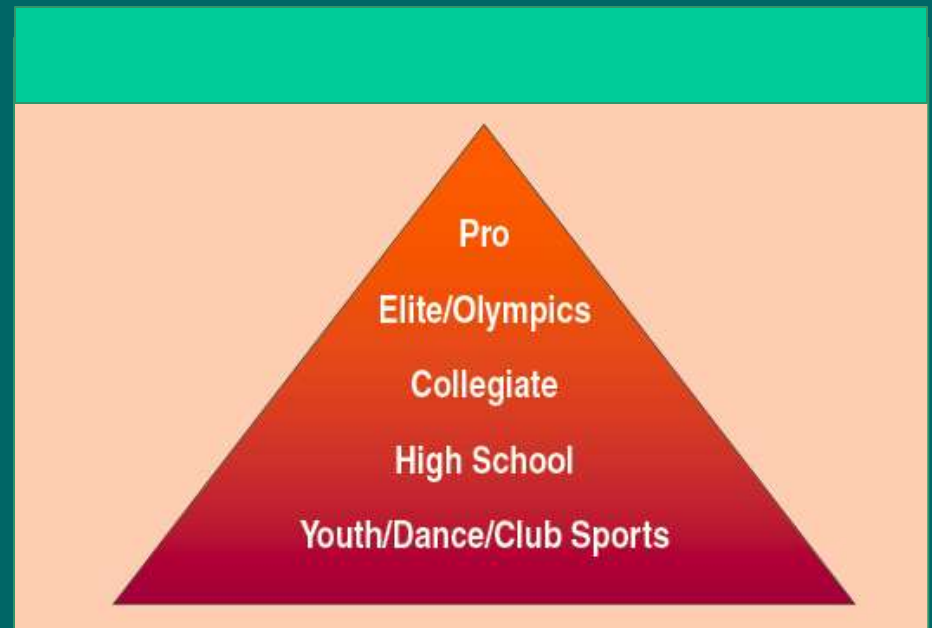 Pro
Elite/Olympics
Collegiate
High School
Youth/Dance/Club Sports